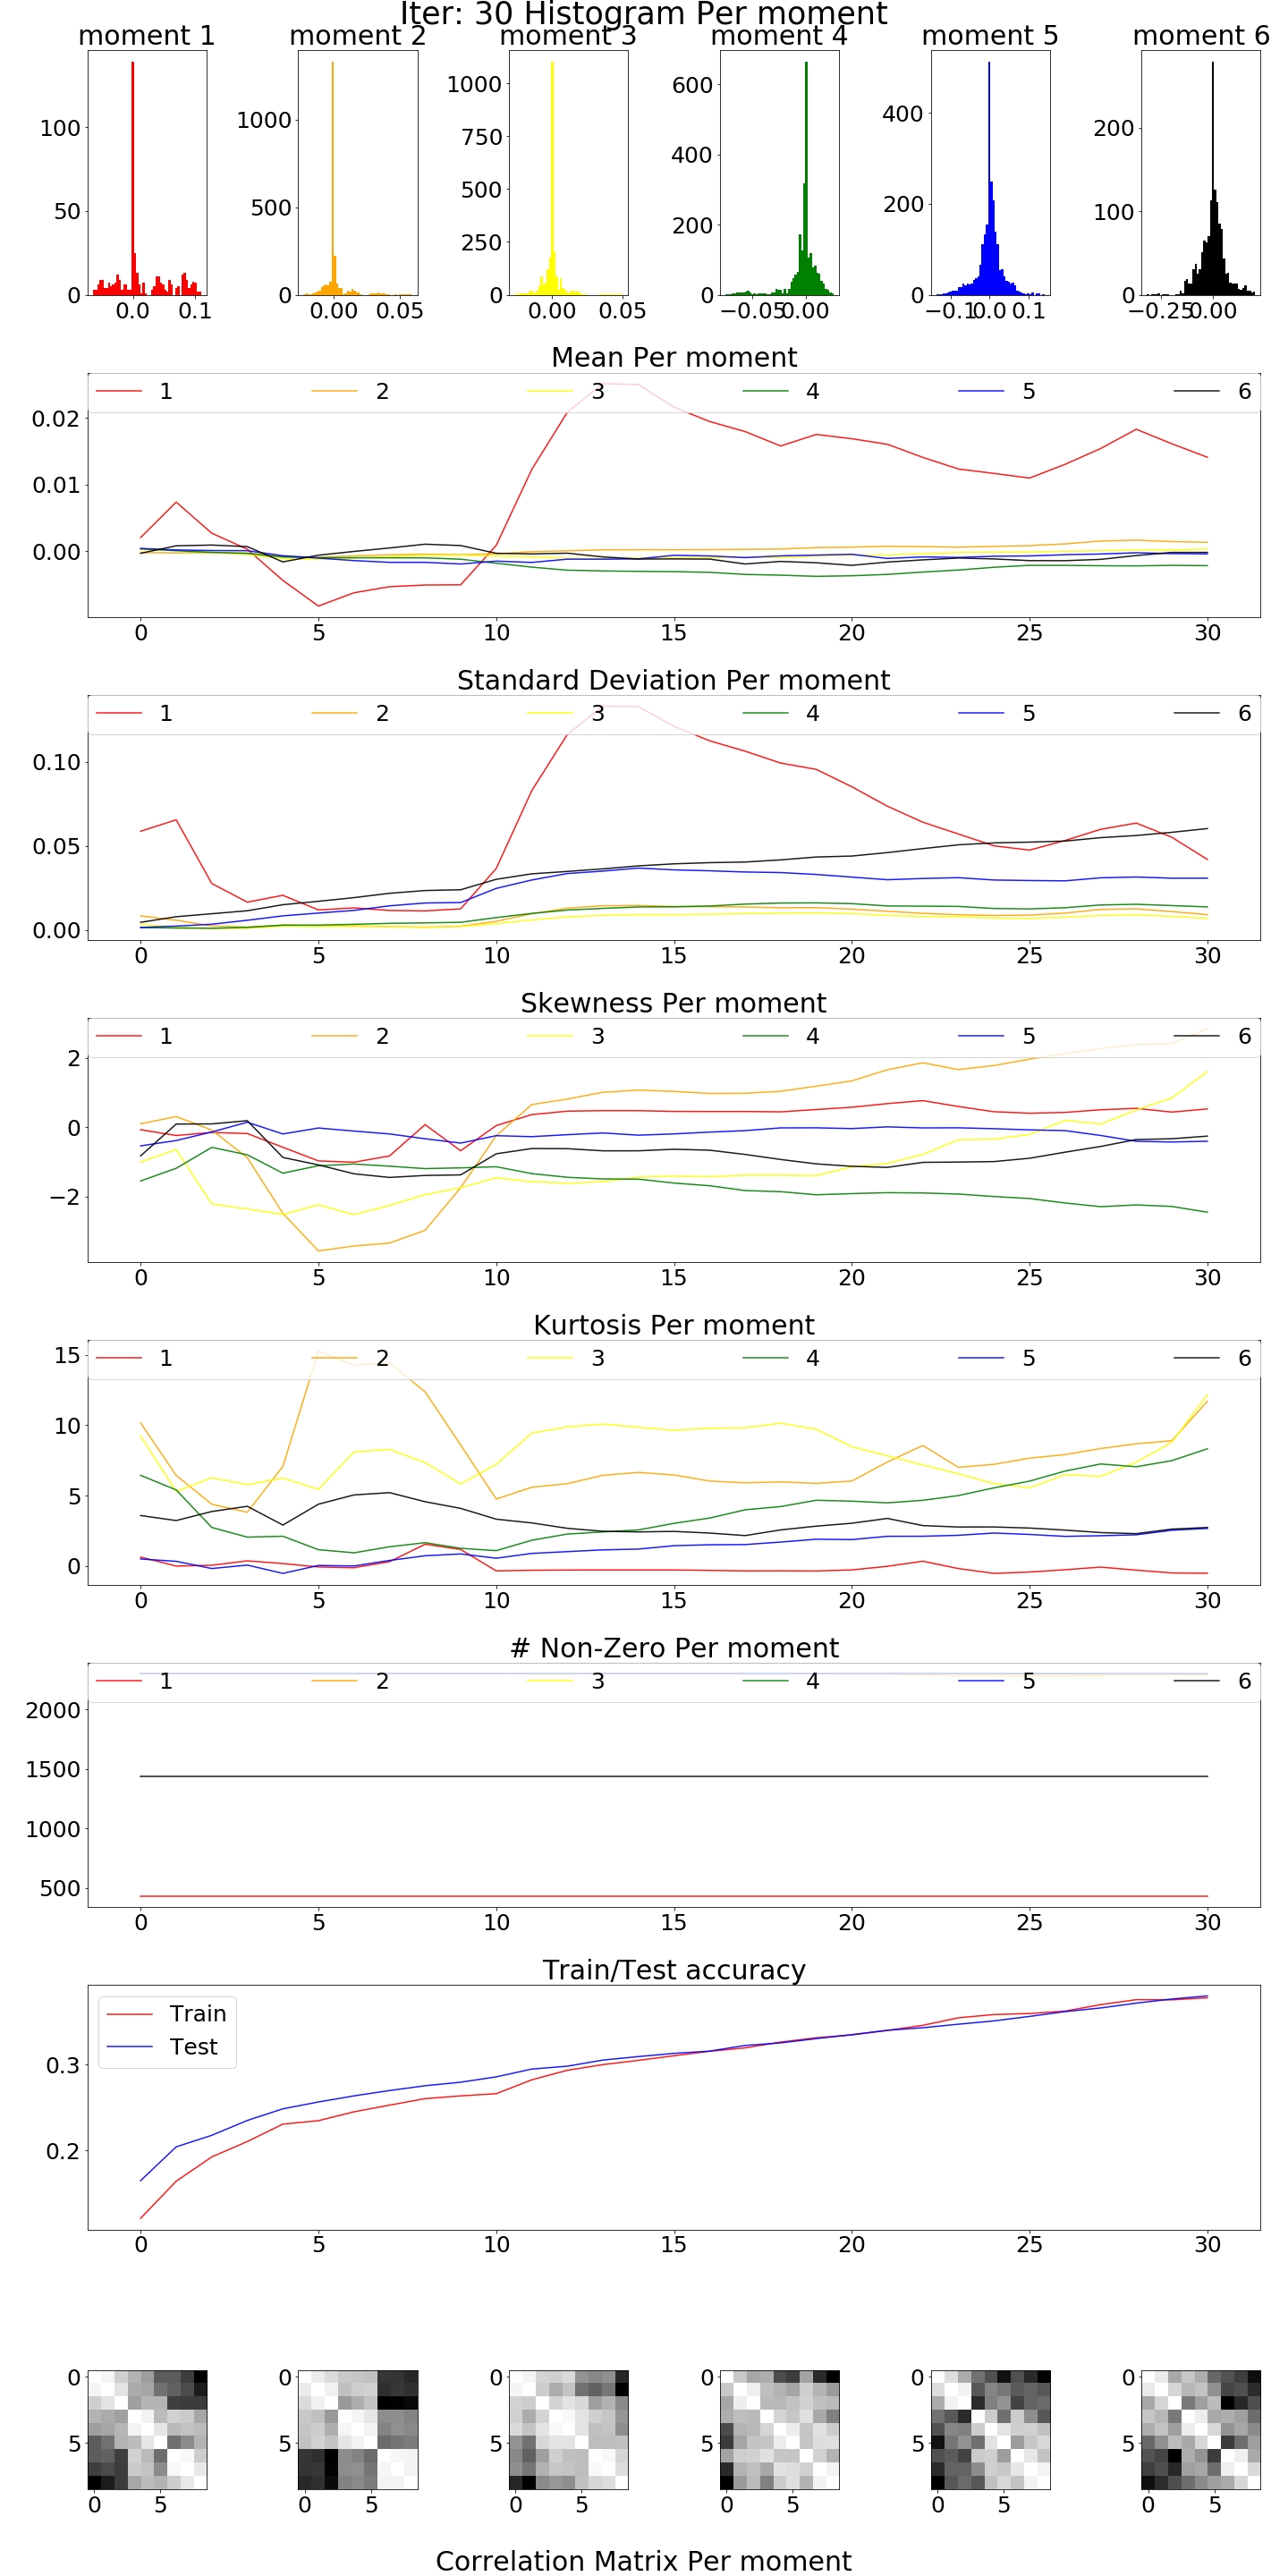 Iter: 30 Histogram Per moment
moment 1 moment 2 moment 3 moment 4 moment 5 moment 6
100
50
0
0.0 0.1
1000
500
0
0.00 0.05
1000
750
500
250
0
0.00 0.05
600
400
200
0
−0.05 0.00
400
200
0
−0.1 0.0 0.1
200
100
0
−0.25 0.00
Mean Per moment
1 2 3 4 5 6
0.02
0.01
0.00
0 5 10 15 20 25 30
Standard Deviation Per moment
1 2 3 4 5 6
0.10
0.05
0.00
0 5 10 15 20 25 30
Skewness Per moment
1 2 3 4 5 6
2
0
−2
0 5 10 15 20 25 30
Kurtosis Per moment
1 2 3 4 5 6
15
10
5
0
0 5 10 15 20 25 30
# Non-Zero Per moment
1 2 3 4 5 6
2000
1500
1000
500
0 5 10 15 20 25 30
Train/Test accuracy
Train
Test
0.3
0.2
0 5 10 15 20 25 30
0 0 0 0 0 0
5 5 5 5 5 5
0 5 0 5 0 5 0 5 0 5 0 5
Correlation Matrix Per moment